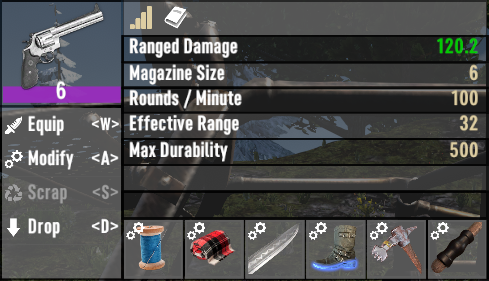 Ranged Damage 120.2
Magazine Size 6
6
Rounds / Minute 100
Equip <W>
Effective Range 32
Modify <A>
Max Durability 500
Scrap <S>
Drop <D>